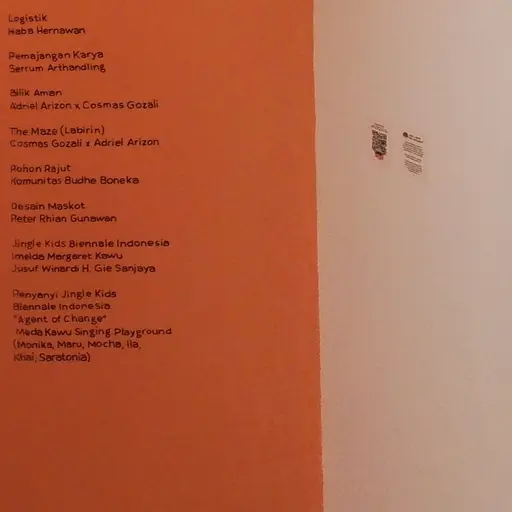 Logistik
Haba Hernawan
Pemajangan Karya
Serrum Arthandling
Bilik Aman
Adriel Arizon x Cosmas Gozali
The Maze (Labirin)
Cosmas Gozali x Adriel Arizon
Pohon Rajut
Komunitas Budhe Boneka
Desain Maskot
Peter Rhian Gunawan
Jingle Kids Biennale Indonesia
Imelda Margaret Kawu
Jusuf Winardi H. Gie Sanjaya
Penyanyi Jingle Kids
Biennale Indonesia
"Agent of Change"
Meda Kawu Singing Playground
(Monika, Maru, Mocha, Ila,
Khai, Saratonia)